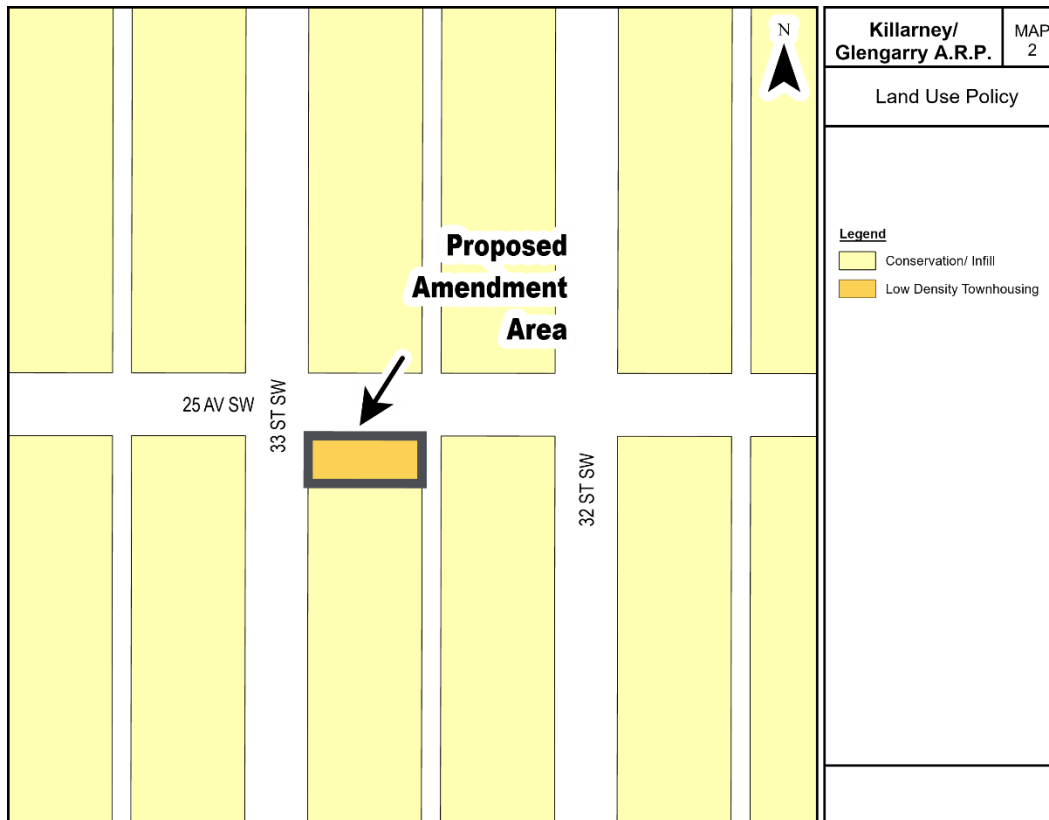 Killarney/
Glengarry A.R.P.
MAP
2
Land Use Policy
N
Legend
Conservation/ Infill
Low Density Townhousing
Proposed
Amendment
Area
25 AV SW
33 ST SW
32 ST SW